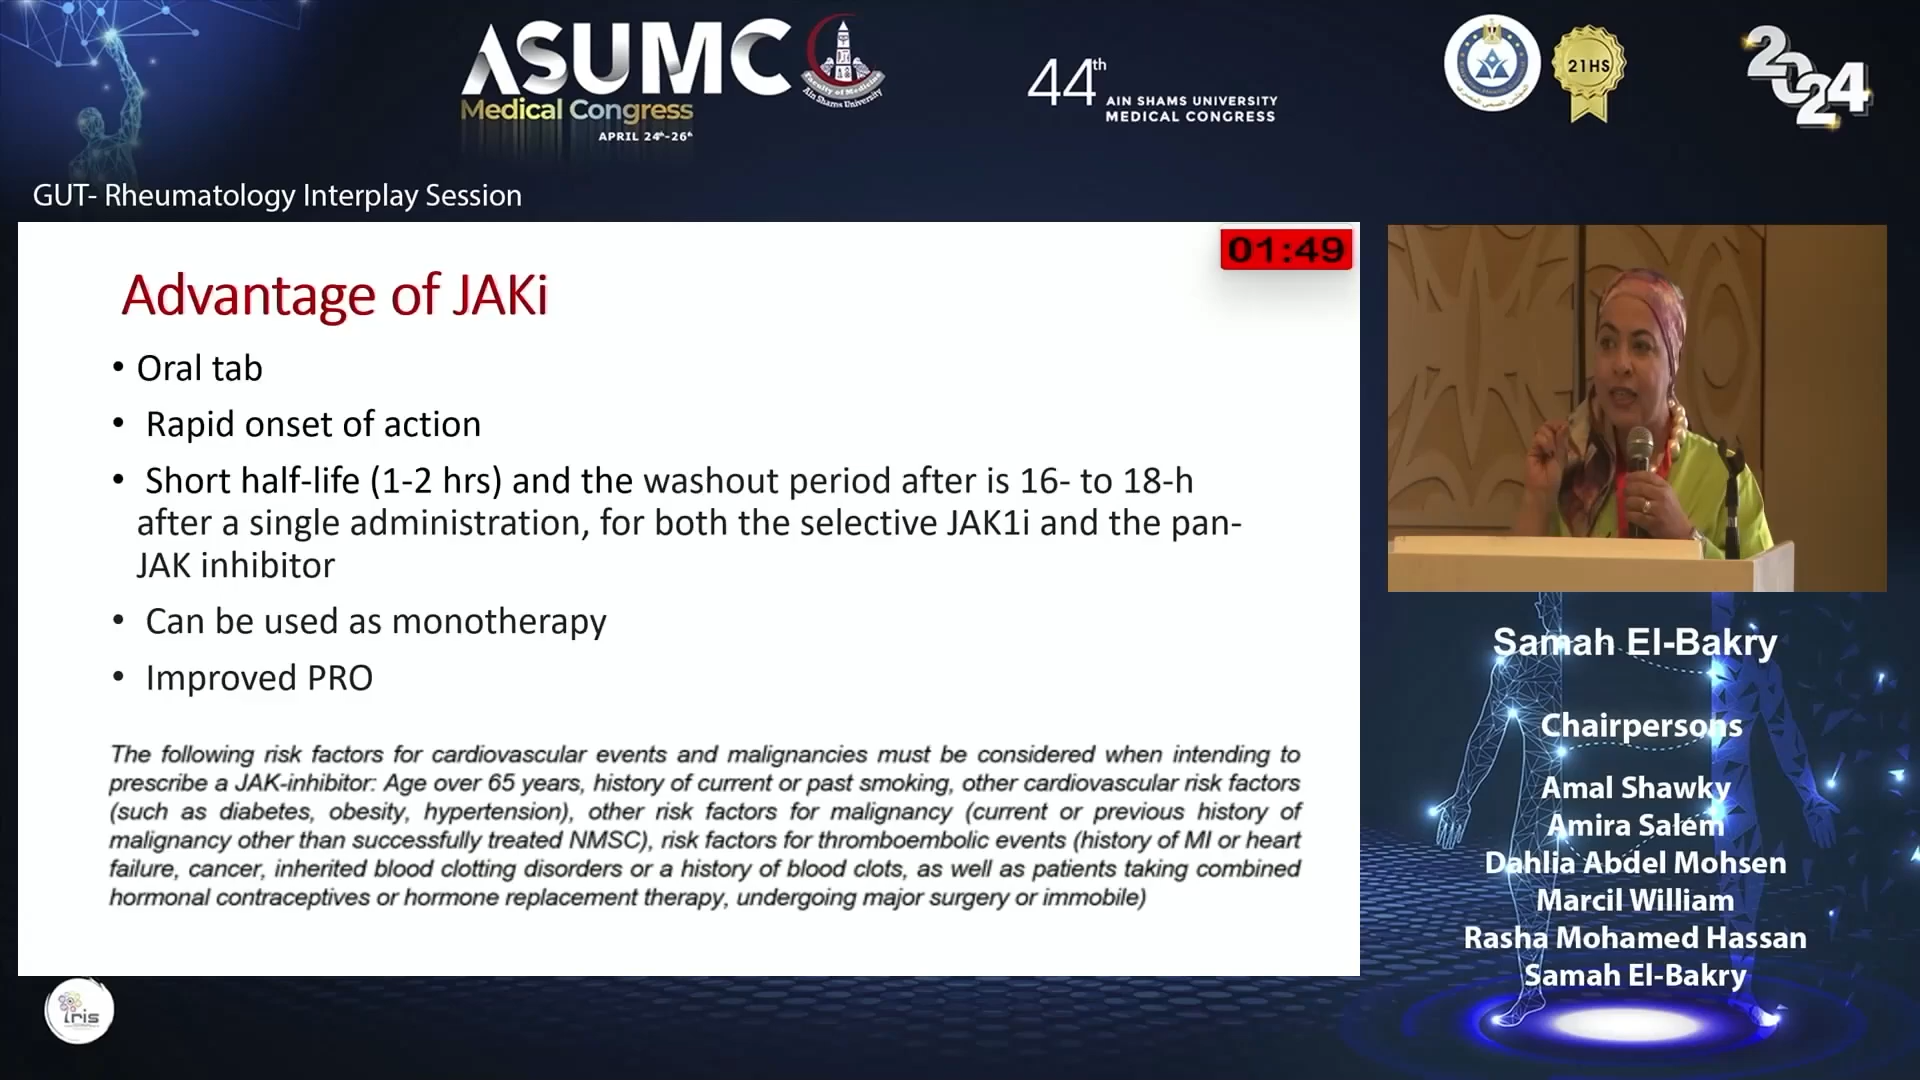 ASUMC
Medical Congress
APRIL 24th-26th
Faculty of Medicine
Ain Shams University
44th
AIN SHAMS UNIVERSITY
MEDICAL CONGRESS
21HS
2024
GUT- Rheumatology Interplay Session
01:49
Advantage of JAKi
• Oral tab
• Rapid onset of action
• Short half-life (1-2 hrs) and the washout period after is 16- to 18-h
after a single administration, for both the selective JAK1i and the pan-
JAK inhibitor
• Can be used as monotherapy
• Improved PRO
The following risk factors for cardiovascular events and malignancies must be considered when intending to
prescribe a JAK-inhibitor: Age over 65 years, history of current or past smoking, other cardiovascular risk factors
(such as diabetes, obesity, hypertension), other risk factors for malignancy (current or previous history of
malignancy other than successfully treated NMSC), risk factors for thromboembolic events (history of MI or heart
failure, cancer, inherited blood clotting disorders or a history of blood clots, as well as patients taking combined
hormonal contraceptives or hormone replacement therapy, undergoing major surgery or immobile)
Samah El-Bakry
Chairpersons
Amal Shawky
Amira Salem
Dahlia Abdel Mohsen
Marcil William
Rasha Mohamed Hassan
Samah El-Bakry
iris